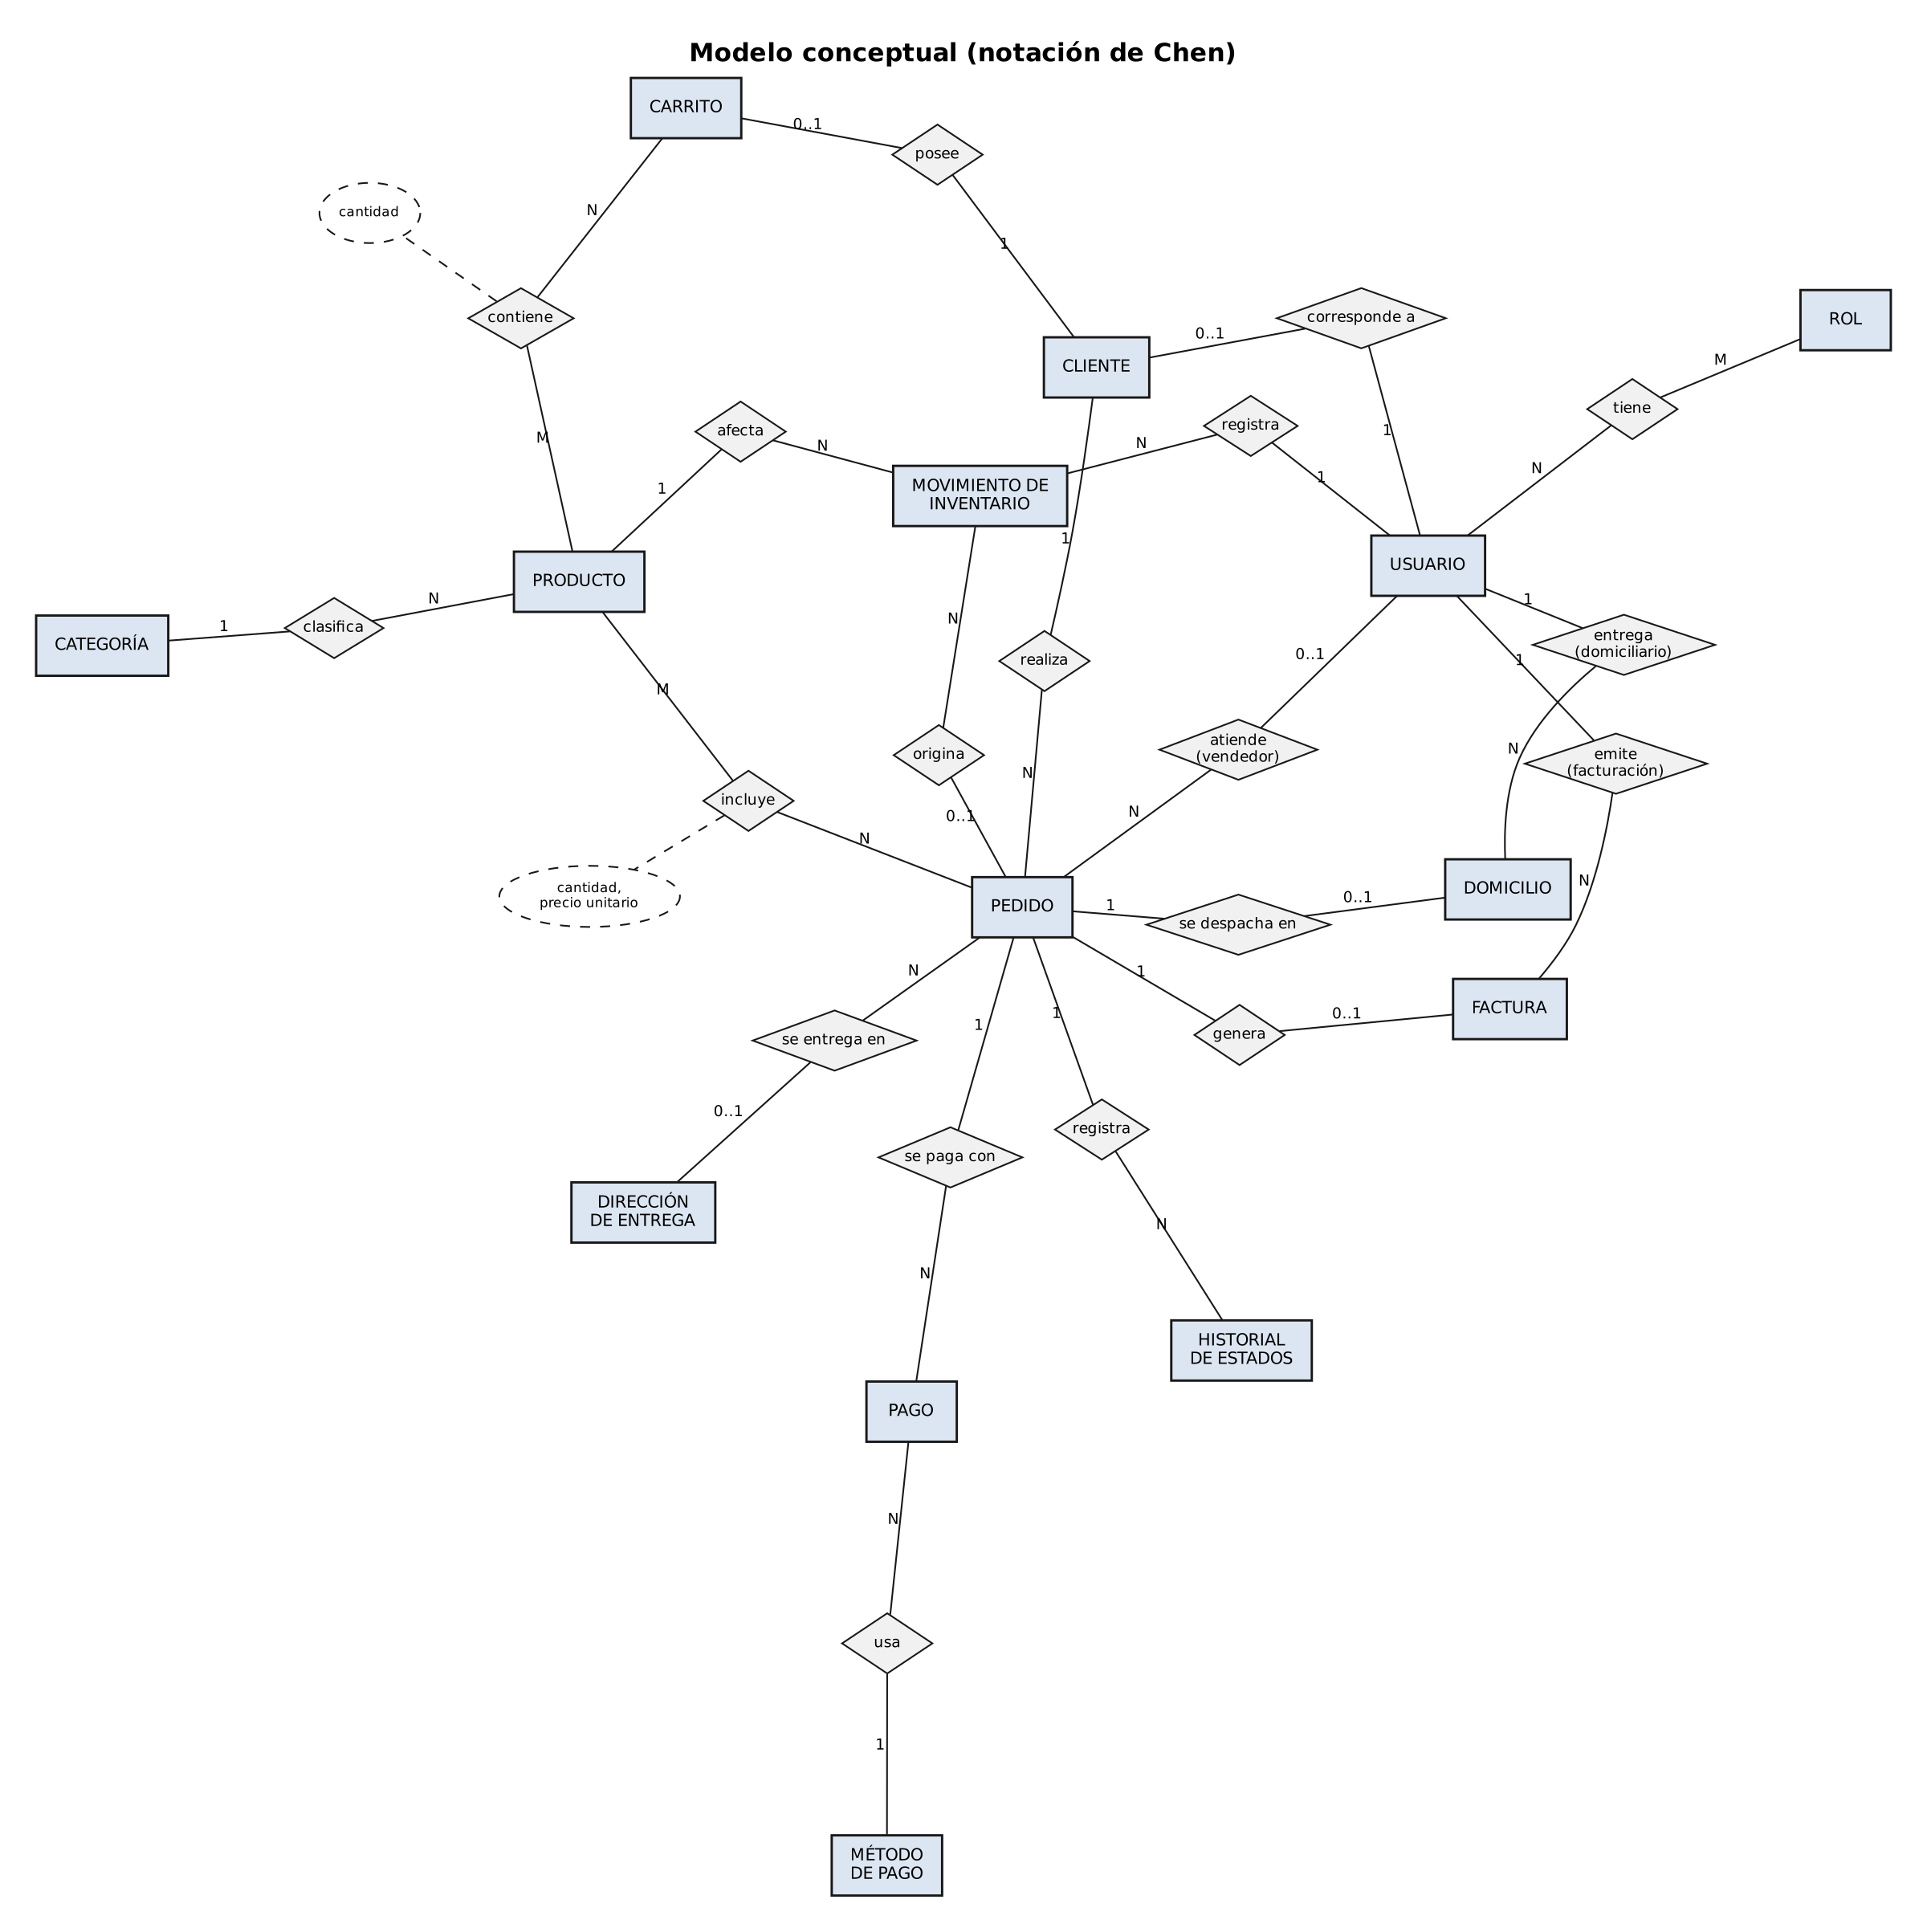 Modelo conceptual (notación de Chen)
CARRITO
0..1
posee
cantidad
N
1
contiene
corresponde a
ROL
0..1
CLIENTE
M
tiene
afecta
registra
M
N
N
1
N
1
1
MOVIMIENTO DE
INVENTARIO
1
USUARIO
PRODUCTO
N
1
CATEGORÍA
clasifica
N
1
entrega
(domiciliario)
0..1
realiza
1
M
origina
atiende
(vendedor)
N
emite
(facturación)
N
incluye
0..1
N
N
cantidad,
precio unitario
PEDIDO
1
se despacha en
0..1
DOMICILIO
N
N
1
FACTURA
1
1
0..1
genera
se entrega en
0..1
registra
se paga con
DIRECCIÓN
DE ENTREGA
N
N
HISTORIAL
DE ESTADOS
PAGO
N
usa
1
MÉTODO
DE PAGO